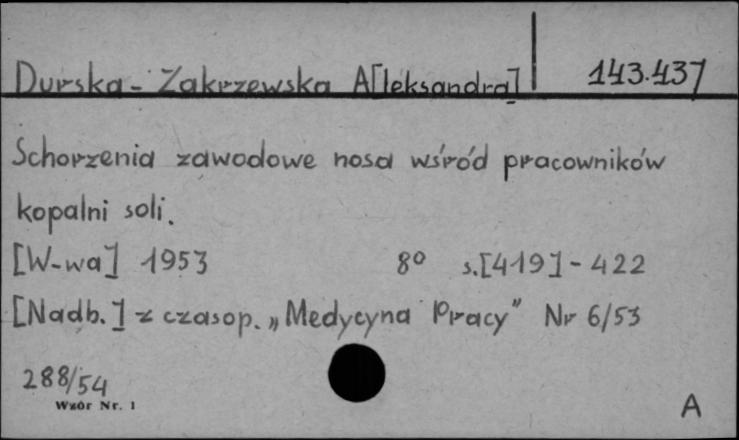 Durska-Zakrzewska A[leksandra] 143.437
Schorzenia zawodowe nosa wśród pracowników
kopalni soli.
[W-wa] 1953 8° s.[419]-422
[Nadb.] z czasop. „Medycyna Pracy" Nr 6/53
288/54
Wzór Nr. 1
A